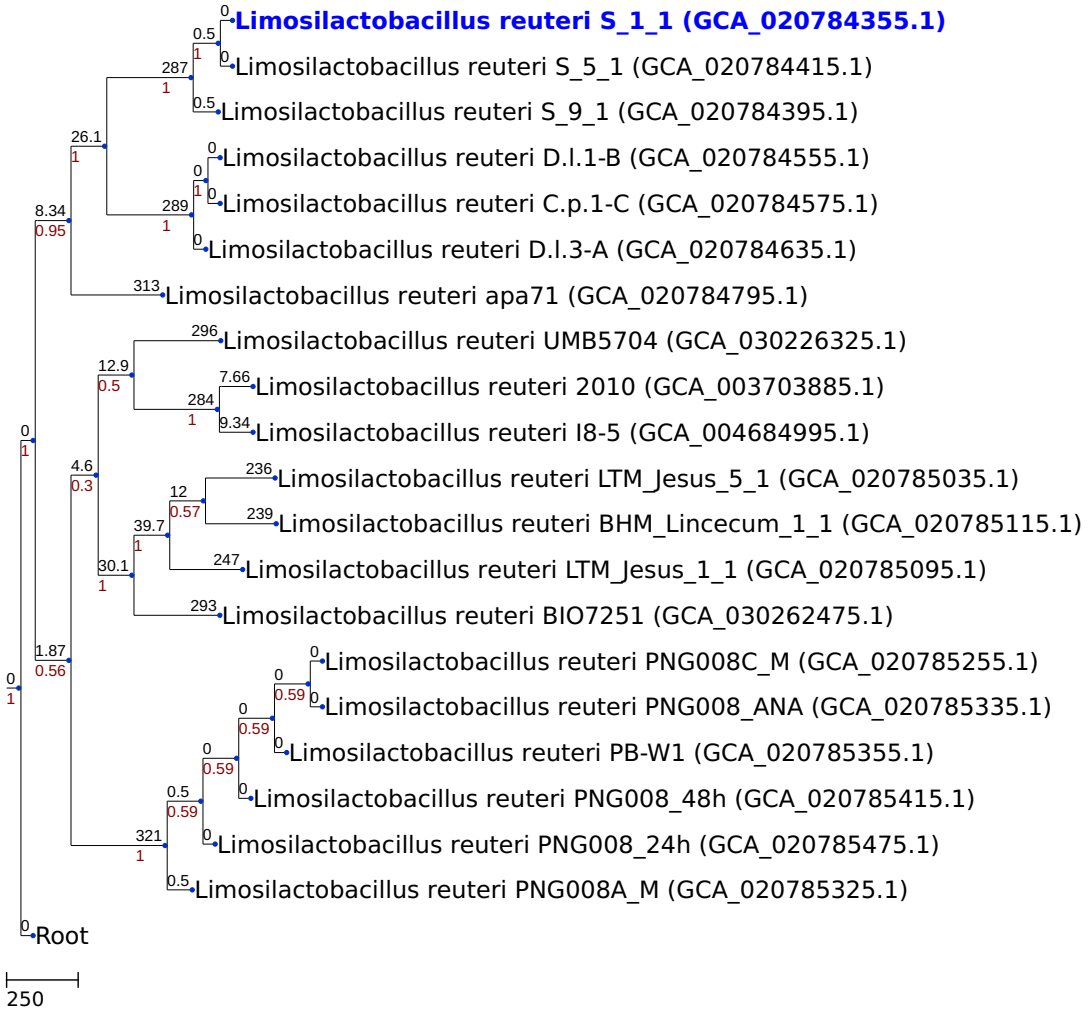 0
Limosilactobacillus reuteri S_1_1 (GCA_020784355.1)
0.5
1
0
Limosilactobacillus reuteri S_5_1 (GCA_020784415.1)
287
1
0.5
Limosilactobacillus reuteri S_9_1 (GCA_020784395.1)
26.1
1
0
Limosilactobacillus reuteri D.l.1-B (GCA_020784555.1)
0
1
0
Limosilactobacillus reuteri C.p.1-C (GCA_020784575.1)
289
1
0
Limosilactobacillus reuteri D.l.3-A (GCA_020784635.1)
8.34
0.95
313
Limosilactobacillus reuteri apa71 (GCA_020784795.1)
296
Limosilactobacillus reuteri UMB5704 (GCA_030226325.1)
12.9
0.5
7.66
Limosilactobacillus reuteri 2010 (GCA_003703885.1)
284
1
9.34
Limosilactobacillus reuteri I8-5 (GCA_004684995.1)
0
1
4.6
0.3
236
Limosilactobacillus reuteri LTM_Jesus_5_1 (GCA_020785035.1)
12
0.57
239
Limosilactobacillus reuteri BHM_Lincecum_1_1 (GCA_020785115.1)
39.7
1
247
Limosilactobacillus reuteri LTM_Jesus_1_1 (GCA_020785095.1)
30.1
1
293
Limosilactobacillus reuteri BIO7251 (GCA_030262475.1)
1.87
0.56
0
Limosilactobacillus reuteri PNG008C_M (GCA_020785255.1)
0
0.59
0
Limosilactobacillus reuteri PNG008_ANA (GCA_020785335.1)
0
1
0
0.59
0
Limosilactobacillus reuteri PB-W1 (GCA_020785355.1)
0
0.59
0
Limosilactobacillus reuteri PNG008_48h (GCA_020785415.1)
0.5
0.59
0
Limosilactobacillus reuteri PNG008_24h (GCA_020785475.1)
321
1
0.5
Limosilactobacillus reuteri PNG008A_M (GCA_020785325.1)
0
Root
250